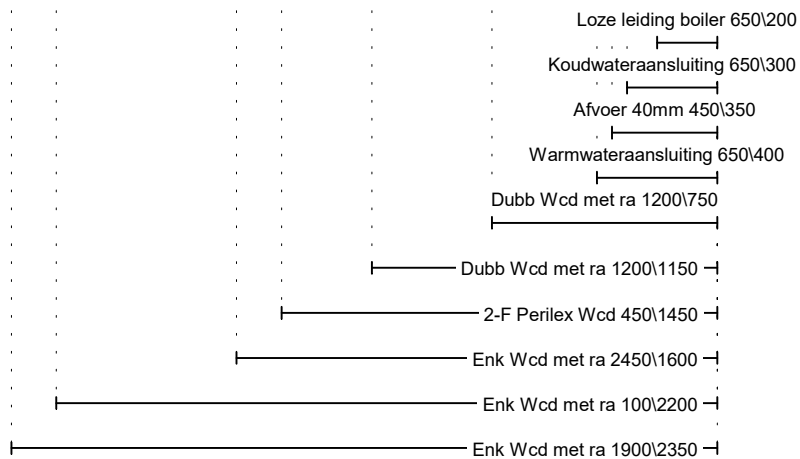 Loze leiding boiler 650\200
Koudwateraansluiting 650\300
Afvoer 40mm 450\350
Warmwateraansluiting 650\400
Dubb Wcd met ra 1200\750
Dubb Wcd met ra 1200\1150
2-F Perilex Wcd 450\1450
Enk Wcd met ra 2450\1600
Enk Wcd met ra 100\2200
Enk Wcd met ra 1900\2350